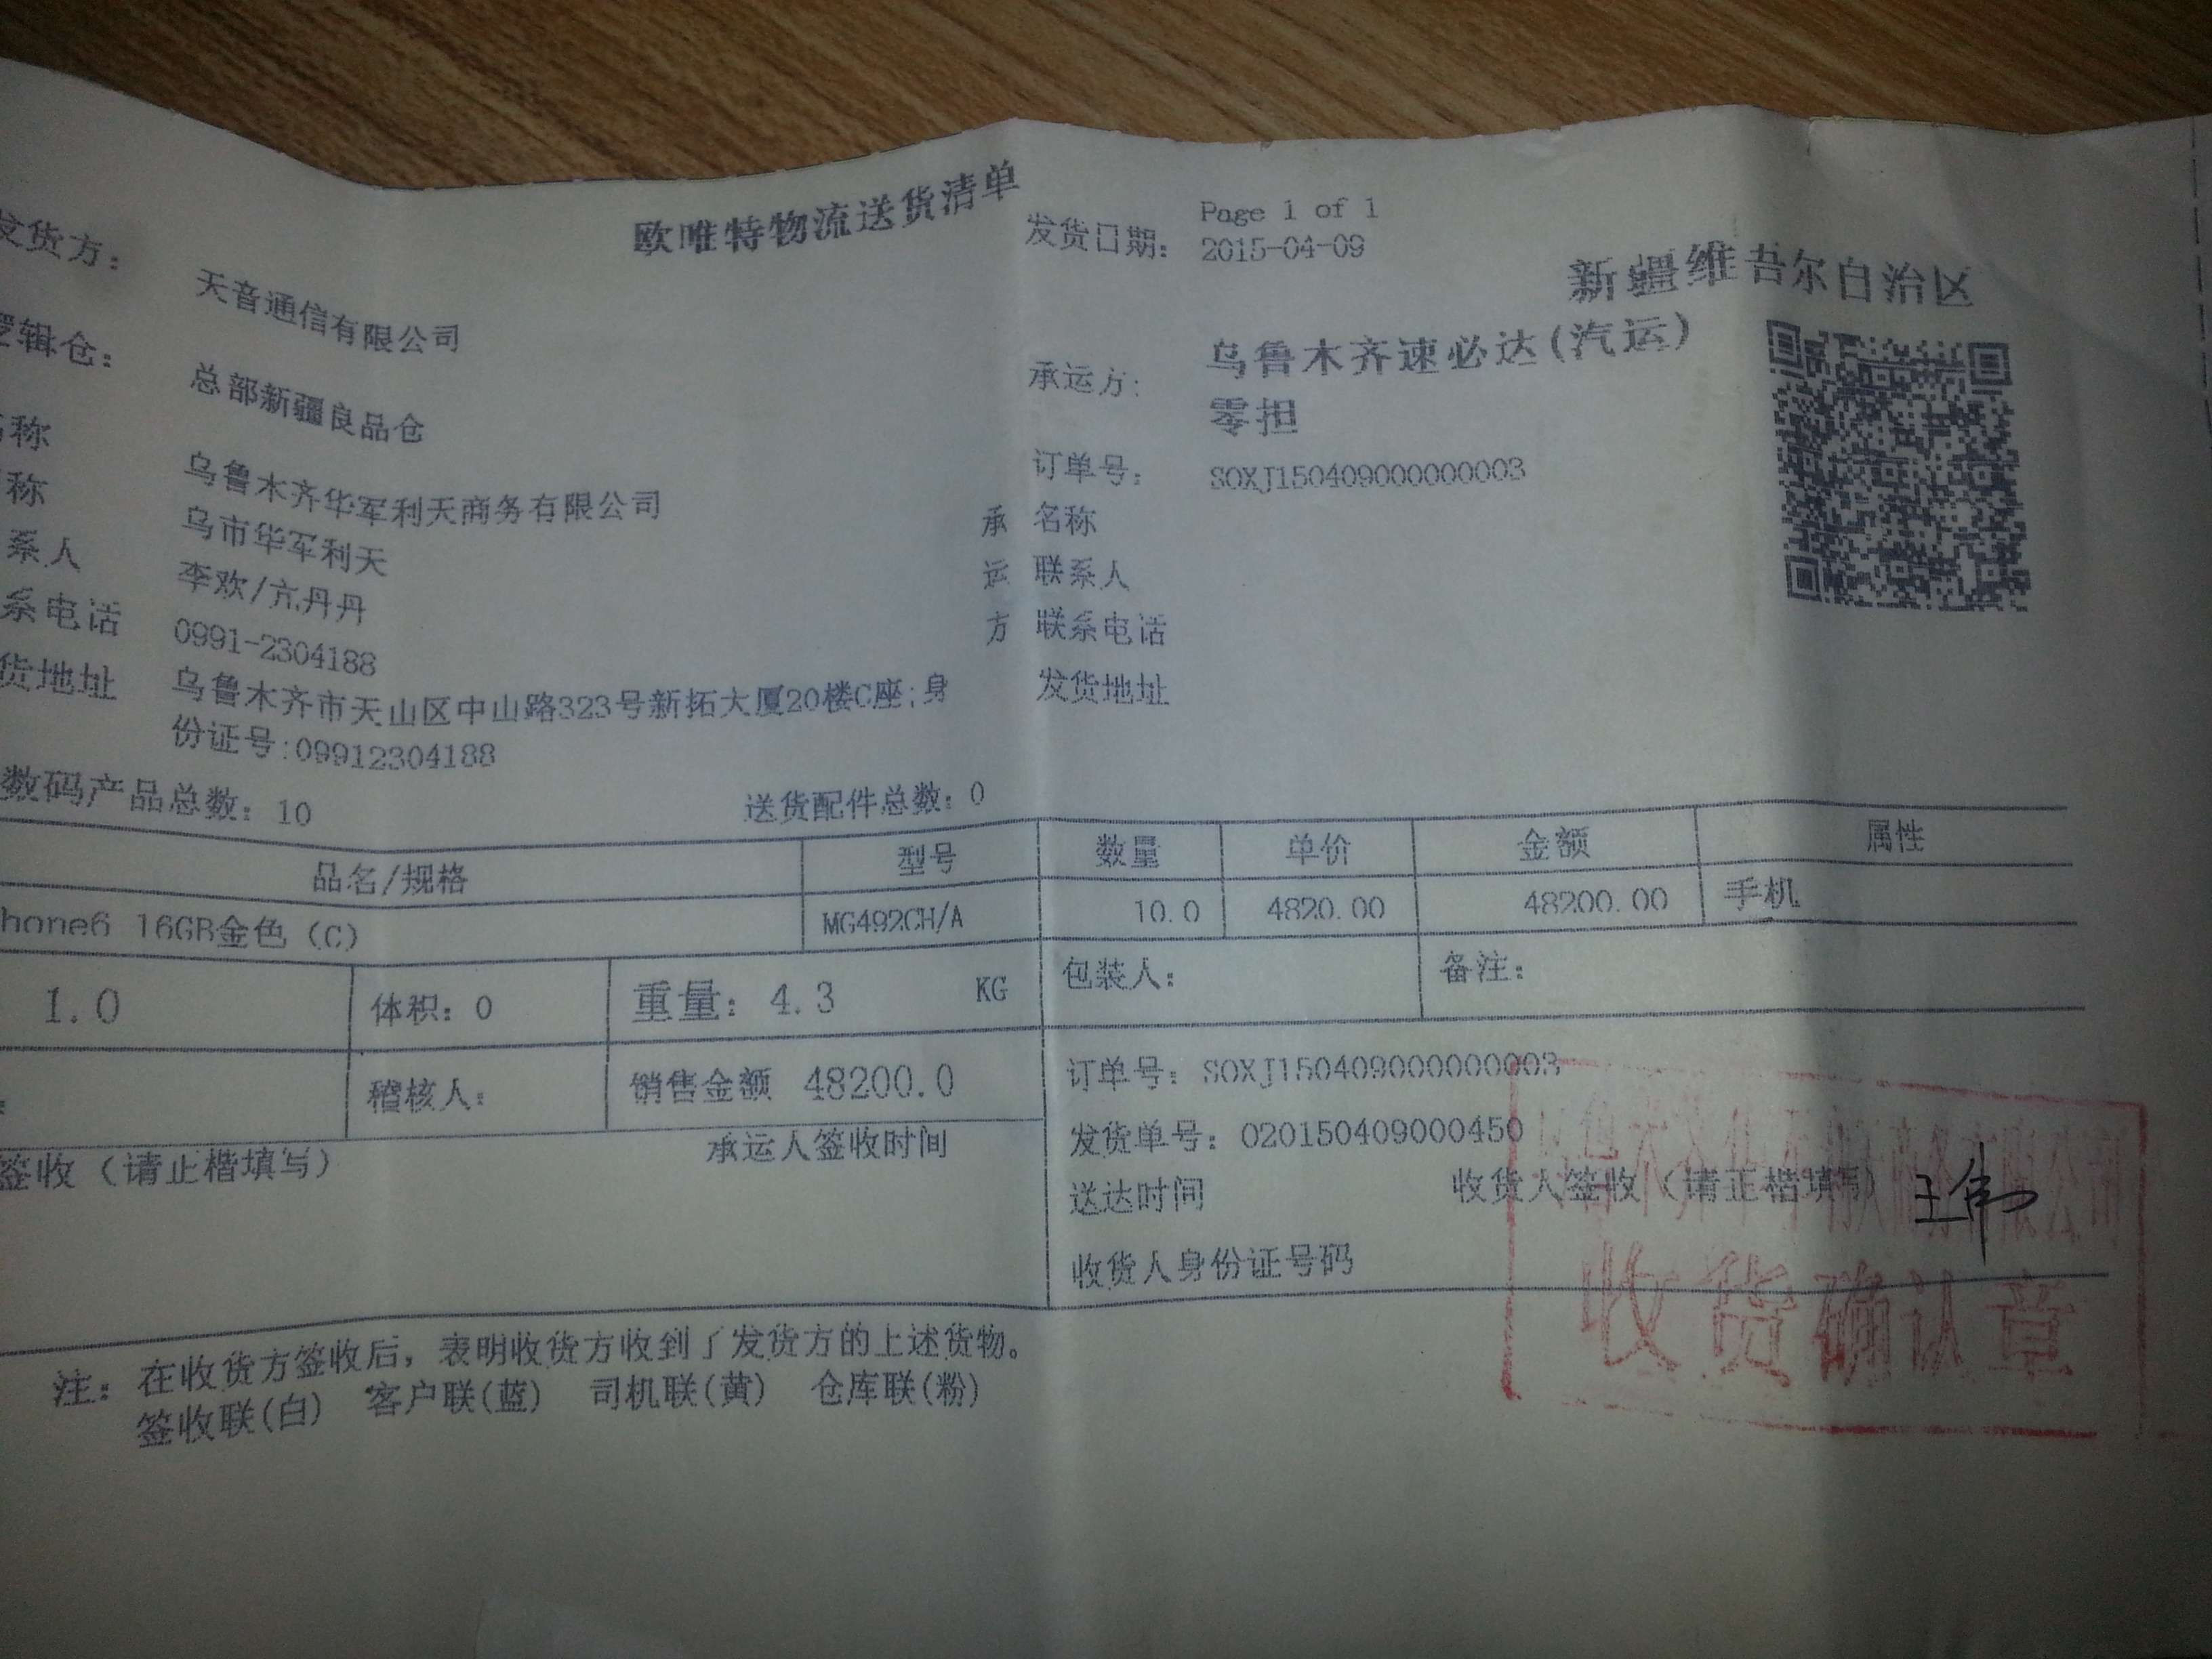 欧唯特物流送货清单
Page 1 of 1
发货日期: 2015-04-09
新疆维吾尔自治区
发货方: 天音通信有限公司
承运方: 乌鲁木齐速必达(汽运)
零担
逻辑仓: 总部新疆良品仓
订单号: SOXJ150409000000003
名称 乌鲁木齐华军利天商务有限公司
称 乌市华军利天
系人 李欢/亢丹丹
系电话 0991-2304188
货地址 乌鲁木齐市天山区中山路323号新拓大厦20楼C座;身
份证号:09912304188
承 名称
运 联系人
方 联系电话
发货地址
数码产品总数: 10 送货配件总数: 0
品名/规格 型号 数量 单价 金额 属性
hone6 16GB金色 (C) MG492CH/A 10.0 4820.00 48200.00 手机
1.0 体积: 0 重量: 4.3 KG 包装人: 备注:
稽核人: 销售金额 48200.0 订单号: SOXJ150409000000003
签收(请正楷填写) 承运人签收时间 发货单号: 020150409000450
送达时间 收货人签收(请正楷填写) 王伟
收货人身份证号码
收货确认章
注: 在收货方签收后, 表明收货方收到了发货方的上述货物。
签收联(白) 客户联(蓝) 司机联(黄) 仓库联(粉)